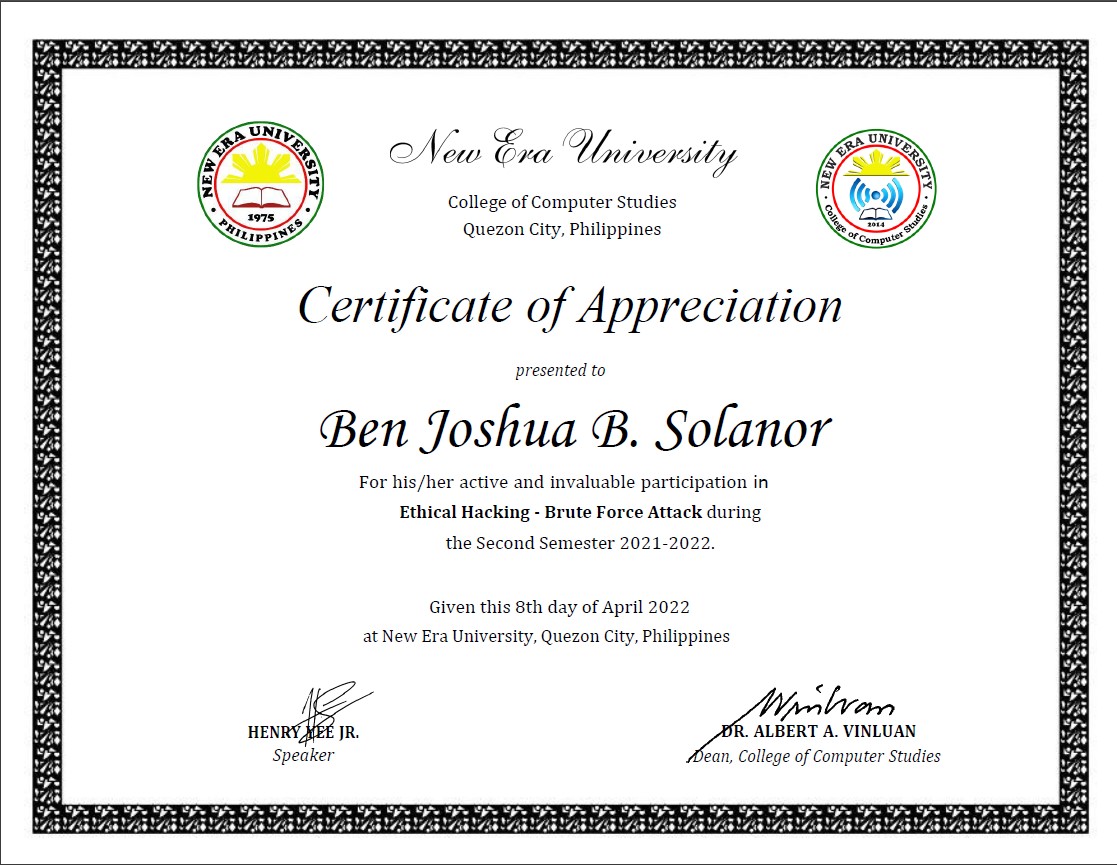 NEW ERA UNIVERSITY
1975
PHILIPPINES
New Era University
College of Computer Studies
Quezon City, Philippines
NEW ERA UNIVERSITY
2014
College of Computer Studies
Certificate of Appreciation
presented to
Ben Joshua B. Solanor
For his/her active and invaluable participation in
Ethical Hacking - Brute Force Attack during
the Second Semester 2021-2022.
Given this 8th day of April 2022
at New Era University, Quezon City, Philippines
HENRY YEE JR.
Speaker
Vinluan
DR. ALBERT A. VINLUAN
Dean, College of Computer Studies